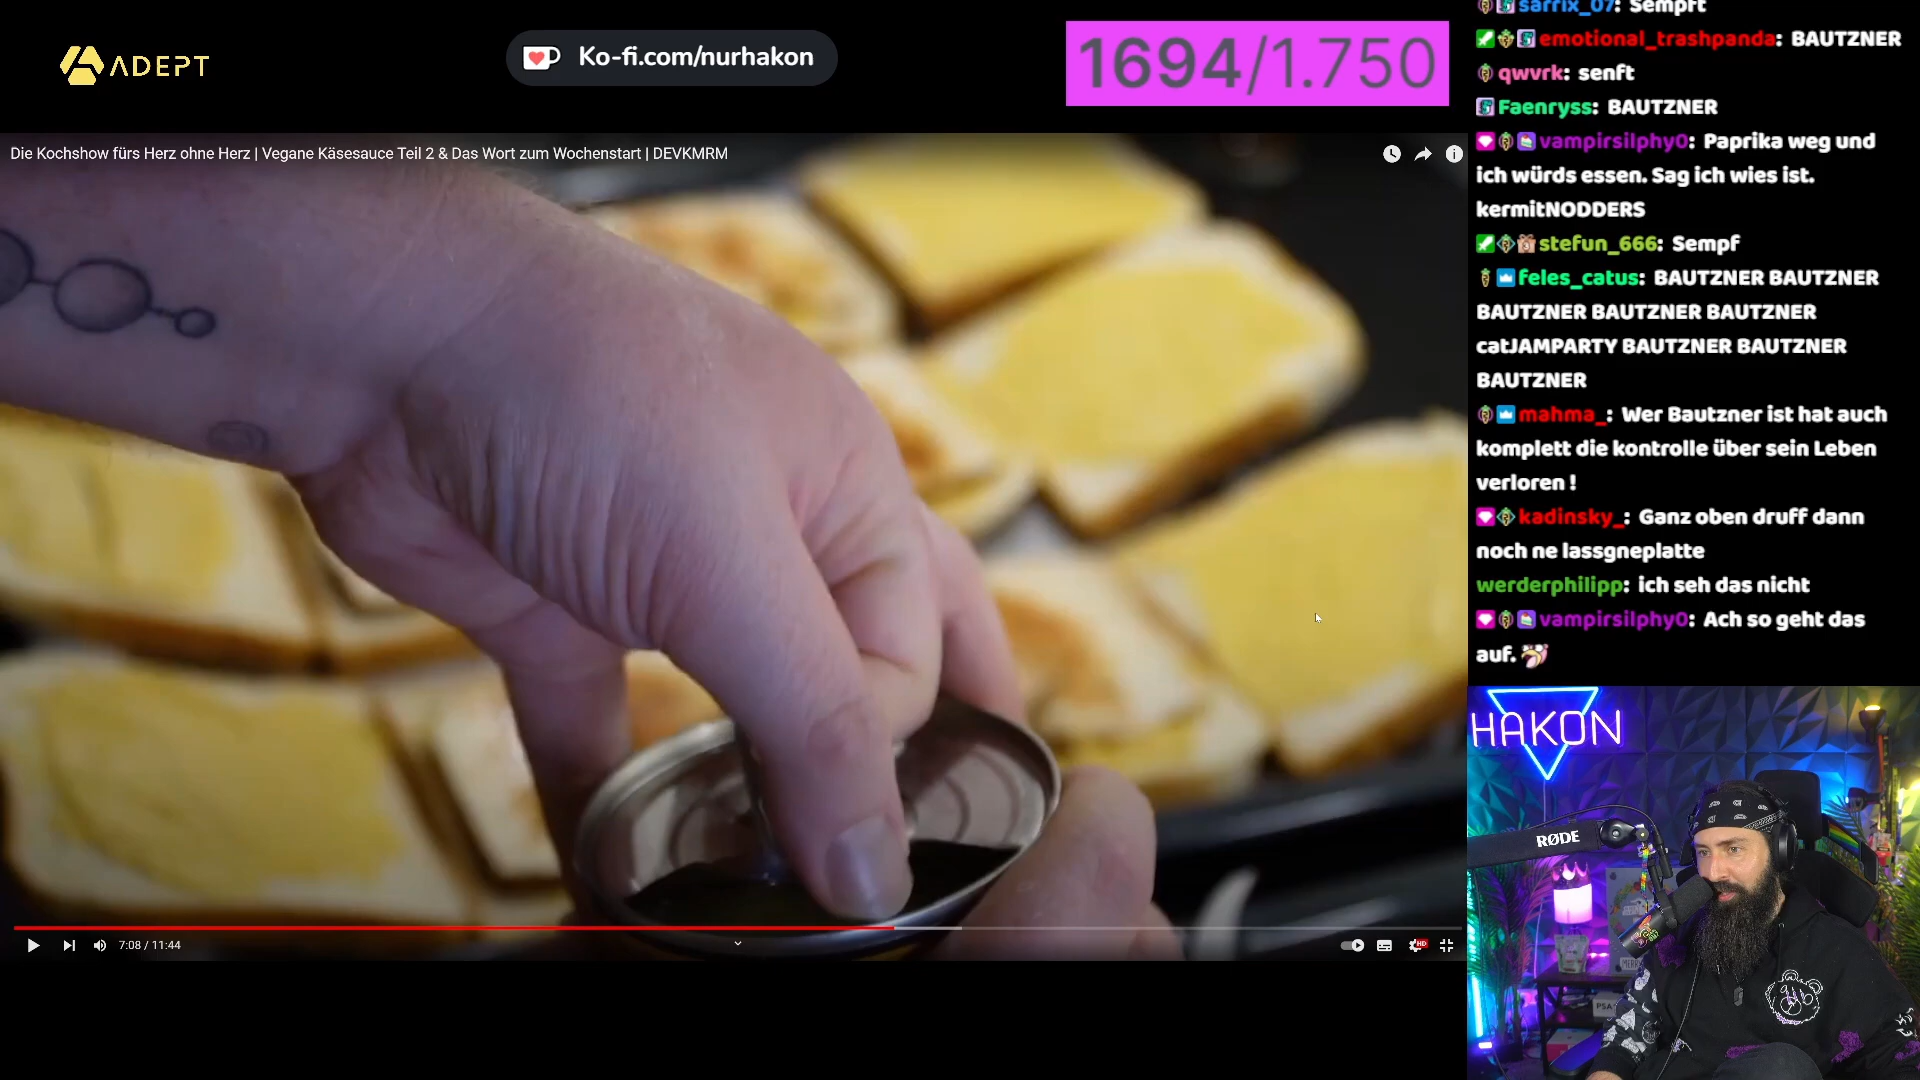 ADEPT
Ko-fi.com/nurhakon
1694/1.750
Die Kochshow fürs Herz ohne Herz | Vegane Käsesauce Teil 2 & Das Wort zum Wochenstart | DEVKMRM
7:08 / 11:44
HD
sarrix_07: Sempft
emotional_trashpanda: BAUTZNER
qwvrk: senft
Faenryss: BAUTZNER
vampirsilphy0: Paprika weg und
ich würds essen. Sag ich wies ist.
kermitNODDERS
stefun_666: Sempf
feles_catus: BAUTZNER BAUTZNER
BAUTZNER BAUTZNER BAUTZNER
catJAMPARTY BAUTZNER BAUTZNER
BAUTZNER
mahma_: Wer Bautzner ist hat auch
komplett die kontrolle über sein Leben
verloren !
kadinsky_: Ganz oben druff dann
noch ne lassgneplatte
werderphilipp: ich seh das nicht
vampirsilphy0: Ach so geht das
auf.
HAKON
RØDE